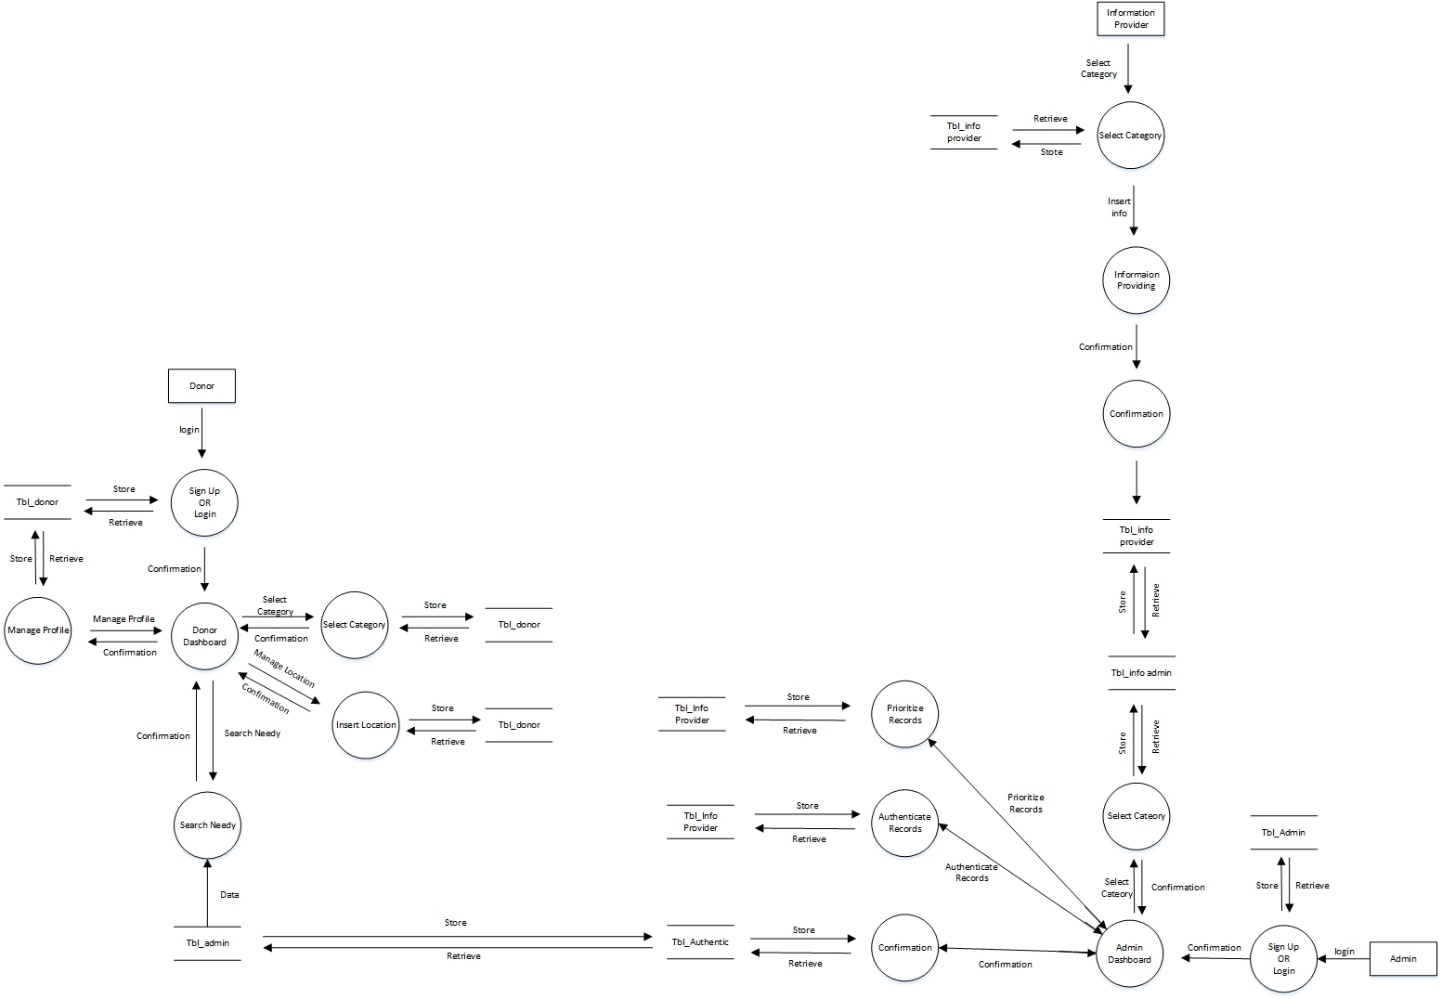 Information
Provider
Select
Category
Tbl_info
provider
Retrieve
Stote
Select Category
Insert
info
Informaion
Providing
Confirmation
Confirmation
Tbl_info
provider
Store
Retrieve
Tbl_info admin
Store
Retrieve
Select Cateory
Select
Cateory
Confirmation
Donor
login
Tbl_donor
Store
Retrieve
Sign Up
OR
Login
Store
Retrieve
Confirmation
Manage Profile
Manage Profile
Confirmation
Donor
Dashboard
Select
Category
Confirmation
Select Category
Store
Retrieve
Tbl_donor
Manage Location
Confirmation
Insert Location
Store
Retrieve
Tbl_donor
Confirmation
Search Needy
Search Needy
Data
Tbl_admin
Store
Retrieve
Tbl_Info
Provider
Store
Retrieve
Prioritize
Records
Prioritize
Records
Tbl_Info
Provider
Store
Retrieve
Authenticate
Records
Authenticate
Records
Tbl_Authentic
Store
Retrieve
Confirmation
Confirmation
Admin
Dashboard
Confirmation
Tbl_Admin
Store
Retrieve
Sign Up
OR
Login
login
Admin